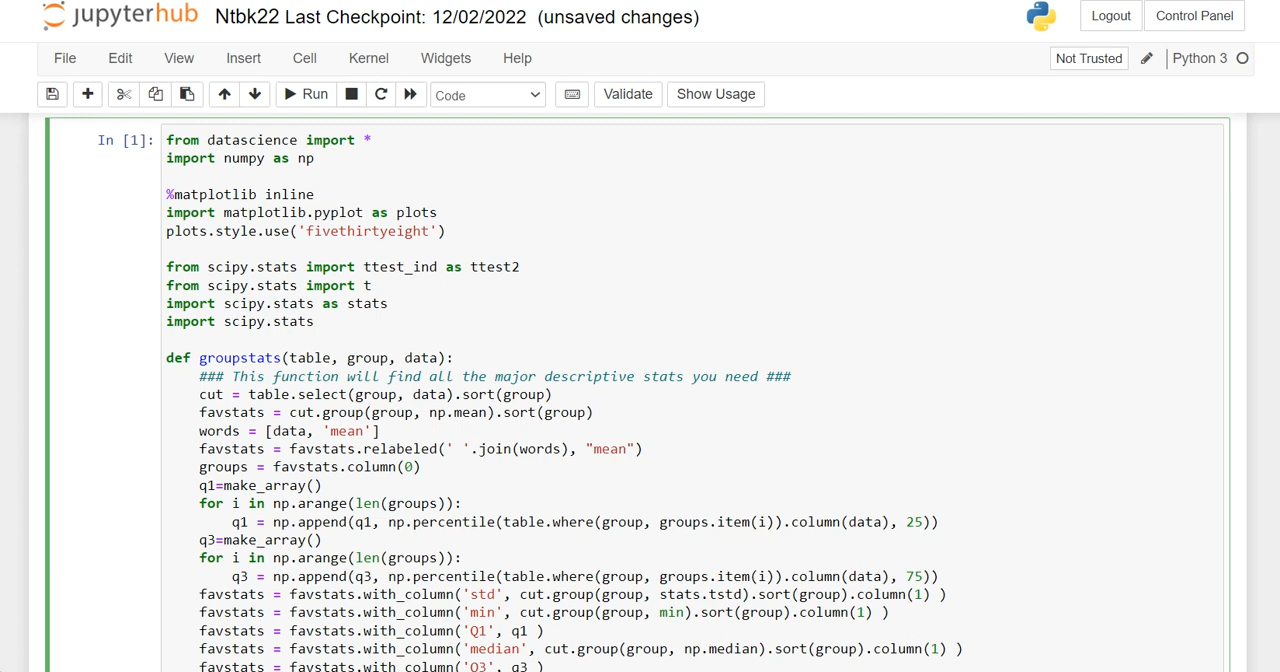 jupyterhub Ntbk22 Last Checkpoint: 12/02/2022 (unsaved changes) Logout Control Panel
File Edit View Insert Cell Kernel Widgets Help Not Trusted Python 3
Run Code Validate Show Usage
In [1]: from datascience import *
import numpy as np
%matplotlib inline
import matplotlib.pyplot as plots
plots.style.use('fivethirtyeight')
from scipy.stats import ttest_ind as ttest2
from scipy.stats import t
import scipy.stats as stats
import scipy.stats
def groupstats(table, group, data):
    ### This function will find all the major descriptive stats you need ###
    cut = table.select(group, data).sort(group)
    favstats = cut.group(group, np.mean).sort(group)
    words = [data, 'mean']
    favstats = favstats.relabeled(' '.join(words), "mean")
    groups = favstats.column(0)
    q1=make_array()
    for i in np.arange(len(groups)):
        q1 = np.append(q1, np.percentile(table.where(group, groups.item(i)).column(data), 25))
    q3=make_array()
    for i in np.arange(len(groups)):
        q3 = np.append(q3, np.percentile(table.where(group, groups.item(i)).column(data), 75))
    favstats = favstats.with_column('std', cut.group(group, stats.tstd).sort(group).column(1) )
    favstats = favstats.with_column('min', cut.group(group, min).sort(group).column(1) )
    favstats = favstats.with_column('Q1', q1 )
    favstats = favstats.with_column('median', cut.group(group, np.median).sort(group).column(1) )
    favstats = favstats.with_column('Q3', q3 )